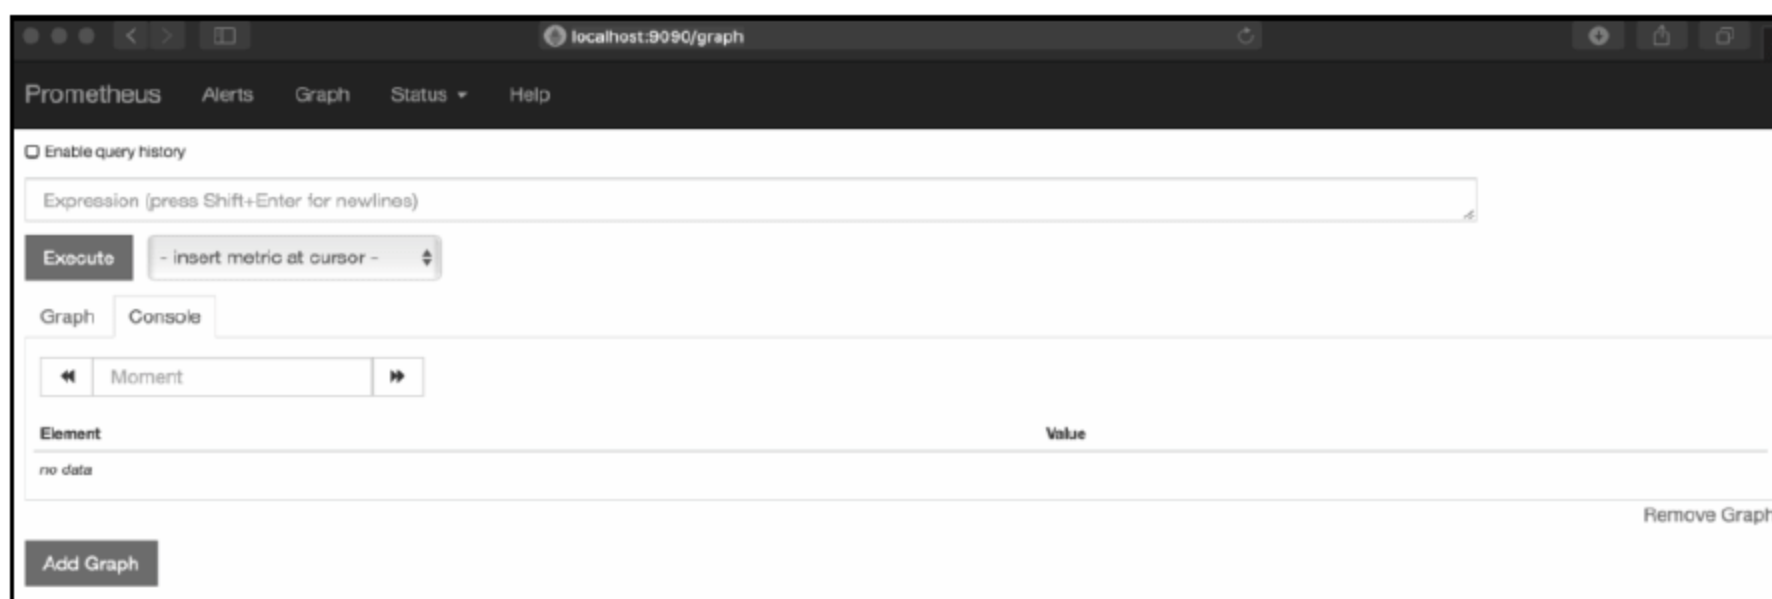 localhost:9090/graph
Prometheus Alerts Graph Status Help
Enable query history
Expression (press Shift+Enter for newlines)
Execute - insert metric at cursor -
Graph Console
Moment
Element Value
no data
Remove Graph
Add Graph